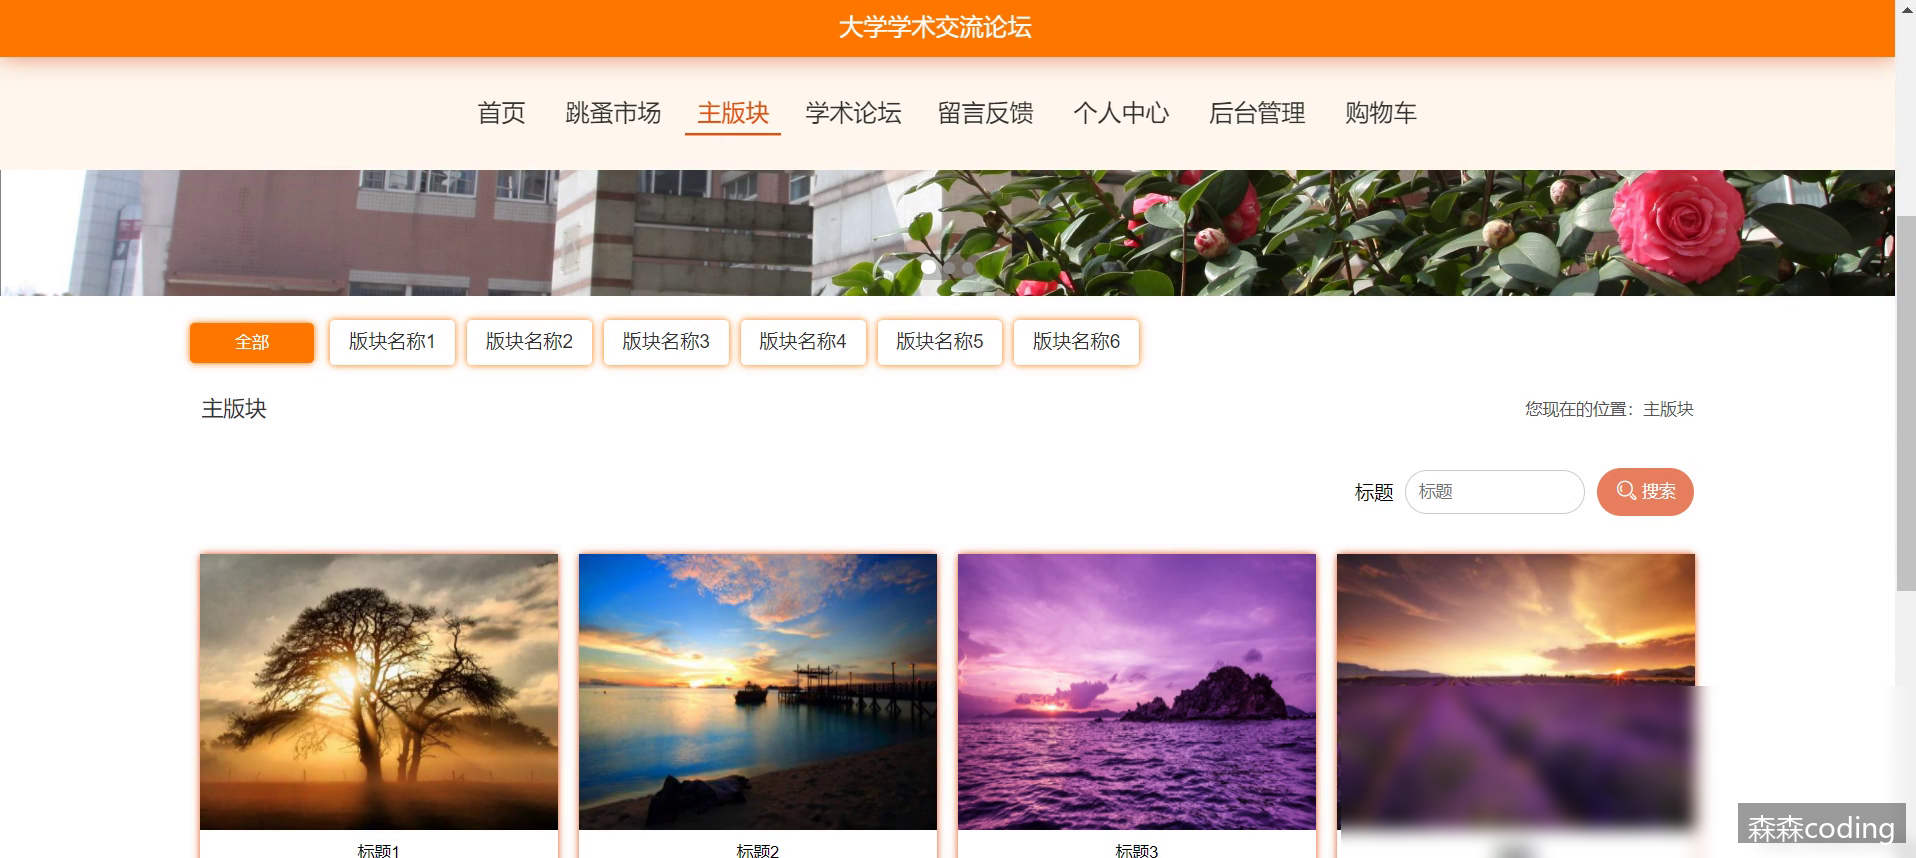 大学学术交流论坛
首页 跳蚤市场 主版块 学术论坛 留言反馈 个人中心 后台管理 购物车
全部 版块名称1 版块名称2 版块名称3 版块名称4 版块名称5 版块名称6
主版块 您现在的位置：主版块
标题 标题 搜索
标题1 标题2 标题3
森森coding